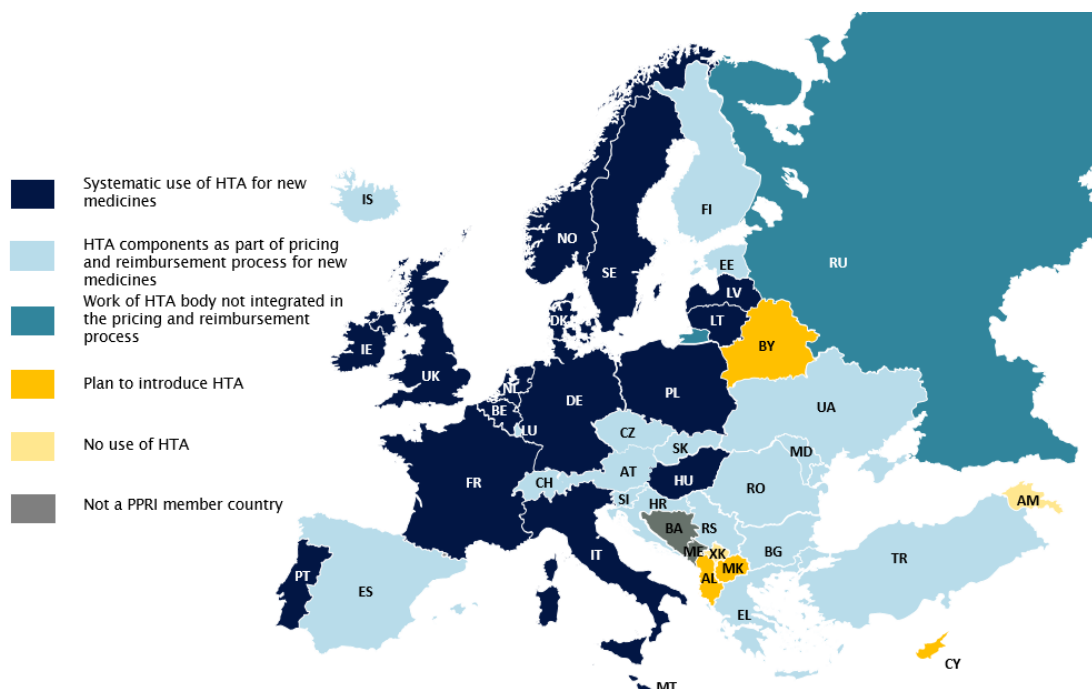 Systematic use of HTA for new
medicines
HTA components as part of pricing
and reimbursement process for new
medicines
Work of HTA body not integrated in
the pricing and reimbursement
process
Plan to introduce HTA
No use of HTA
Not a PPRI member country
IS
NO
SE
FI
EE
RU
LV
LT
DK
BY
IE
UK
NL
BE
LU
DE
PL
UA
CZ
SK
MD
FR
CH
AT
HU
RO
SI
HR
BA
RS
AM
PT
ES
IT
ME
XK
BG
TR
AL
MK
EL
CY
MT